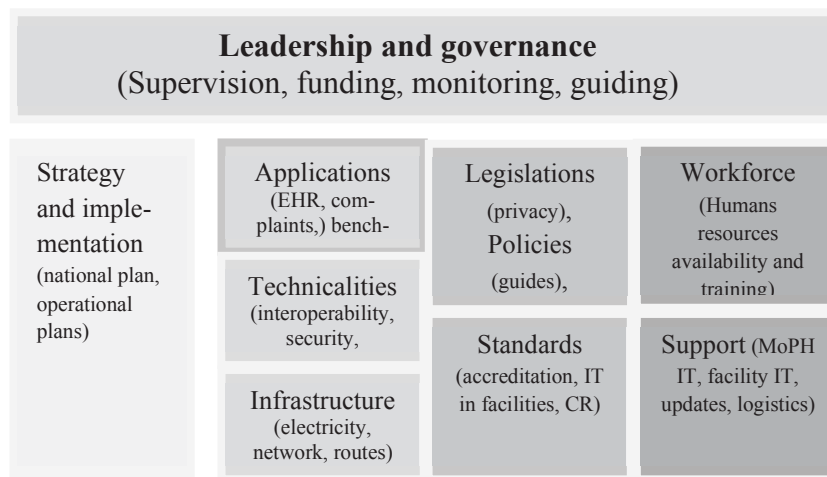 Leadership and governance
(Supervision, funding, monitoring, guiding)
Strategy
and imple-
mentation
(national plan,
operational
plans)
Applications
(EHR, com-
plaints,) bench-
Technicalities
(interoperability,
security,
Infrastructure
(electricity,
network, routes)
Legislations
(privacy),
Policies
(guides),
Standards
(accreditation, IT
in facilities, CR)
Workforce
(Humans
resources
availability and
training)
Support (MoPH
IT, facility IT,
updates, logistics)